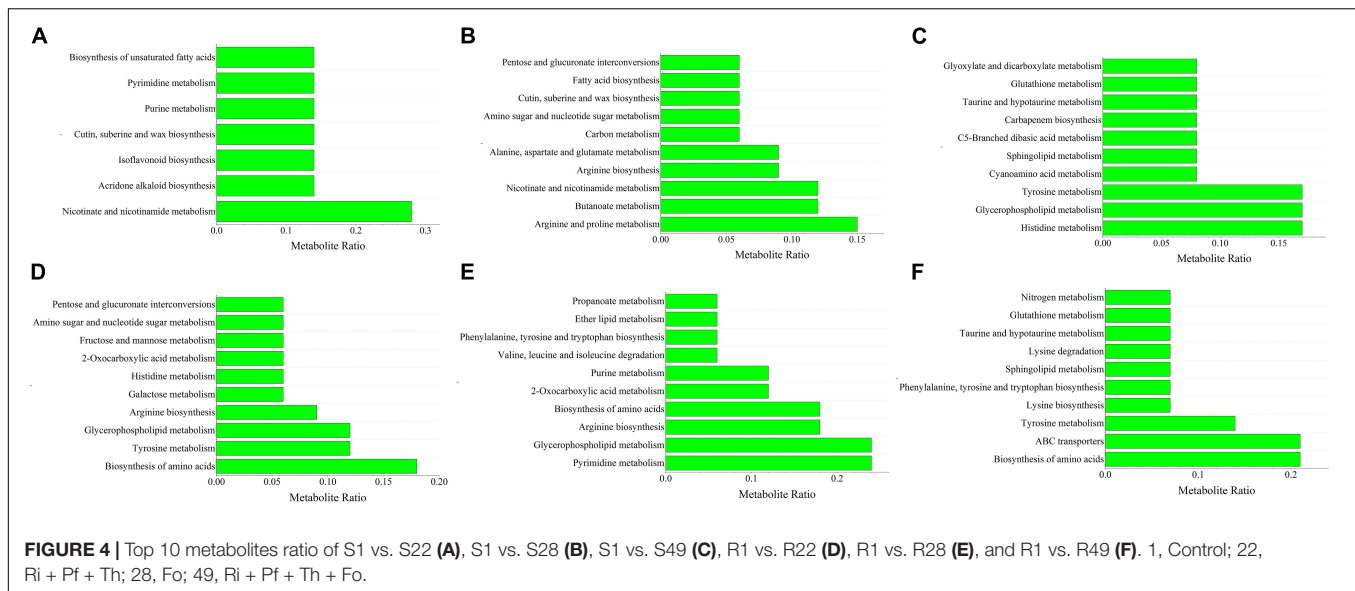 A
Biosynthesis of unsaturated fatty acids
Pyrimidine metabolism
Purine metabolism
Cutin, suberine and wax biosynthesis
Isoflavonoid biosynthesis
Acridone alkaloid biosynthesis
Nicotinate and nicotinamide metabolism
0.0 0.1 0.2 0.3
Metabolite Ratio
B
Pentose and glucuronate interconversions
Fatty acid biosynthesis
Cutin, suberine and wax biosynthesis
Amino sugar and nucleotide sugar metabolism
Carbon metabolism
Alanine, aspartate and glutamate metabolism
Arginine biosynthesis
Nicotinate and nicotinamide metabolism
Butanoate metabolism
Arginine and proline metabolism
0.00 0.05 0.10 0.15
Metabolite Ratio
C
Glyoxylate and dicarboxylate metabolism
Glutathione metabolism
Taurine and hypotaurine metabolism
Carbapenem biosynthesis
C5-Branched dibasic acid metabolism
Sphingolipid metabolism
Cyanoamino acid metabolism
Tyrosine metabolism
Glycerophospholipid metabolism
Histidine metabolism
0.00 0.05 0.10 0.15
Metabolite Ratio
D
Pentose and glucuronate interconversions
Amino sugar and nucleotide sugar metabolism
Fructose and mannose metabolism
2-Oxocarboxylic acid metabolism
Histidine metabolism
Galactose metabolism
Arginine biosynthesis
Glycerophospholipid metabolism
Tyrosine metabolism
Biosynthesis of amino acids
0.00 0.05 0.10 0.15 0.20
Metabolite Ratio
E
Propanoate metabolism
Ether lipid metabolism
Phenylalanine, tyrosine and tryptophan biosynthesis
Valine, leucine and isoleucine degradation
Purine metabolism
2-Oxocarboxylic acid metabolism
Biosynthesis of amino acids
Arginine biosynthesis
Glycerophospholipid metabolism
Pyrimidine metabolism
0.0 0.2
Metabolite Ratio
F
Nitrogen metabolism
Glutathione metabolism
Taurine and hypotaurine metabolism
Lysine degradation
Sphingolipid metabolism
Phenylalanine, tyrosine and tryptophan biosynthesis
Lysine biosynthesis
Tyrosine metabolism
ABC transporters
Biosynthesis of amino acids
0.0 0.1 0.2
Metabolite Ratio
FIGURE 4 | Top 10 metabolites ratio of S1 vs. S22 (A), S1 vs. S28 (B), S1 vs. S49 (C), R1 vs. R22 (D), R1 vs. R28 (E), and R1 vs. R49 (F). 1, Control; 22,
Ri + Pf + Th; 28, Fo; 49, Ri + Pf + Th + Fo.